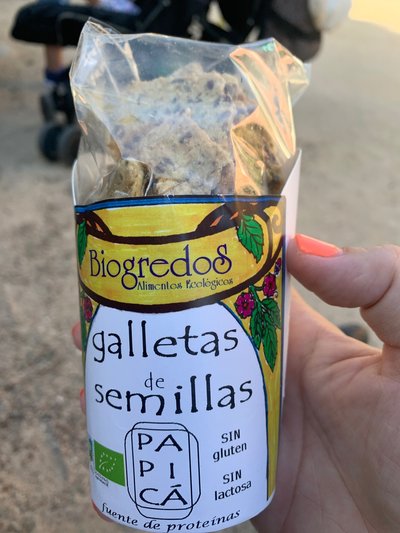 BiogredoS
Alimentos Ecológicos
galletas
de
semillas
PA
PI
CÁ
SIN
gluten
SIN
lactosa
fuente de proteínas